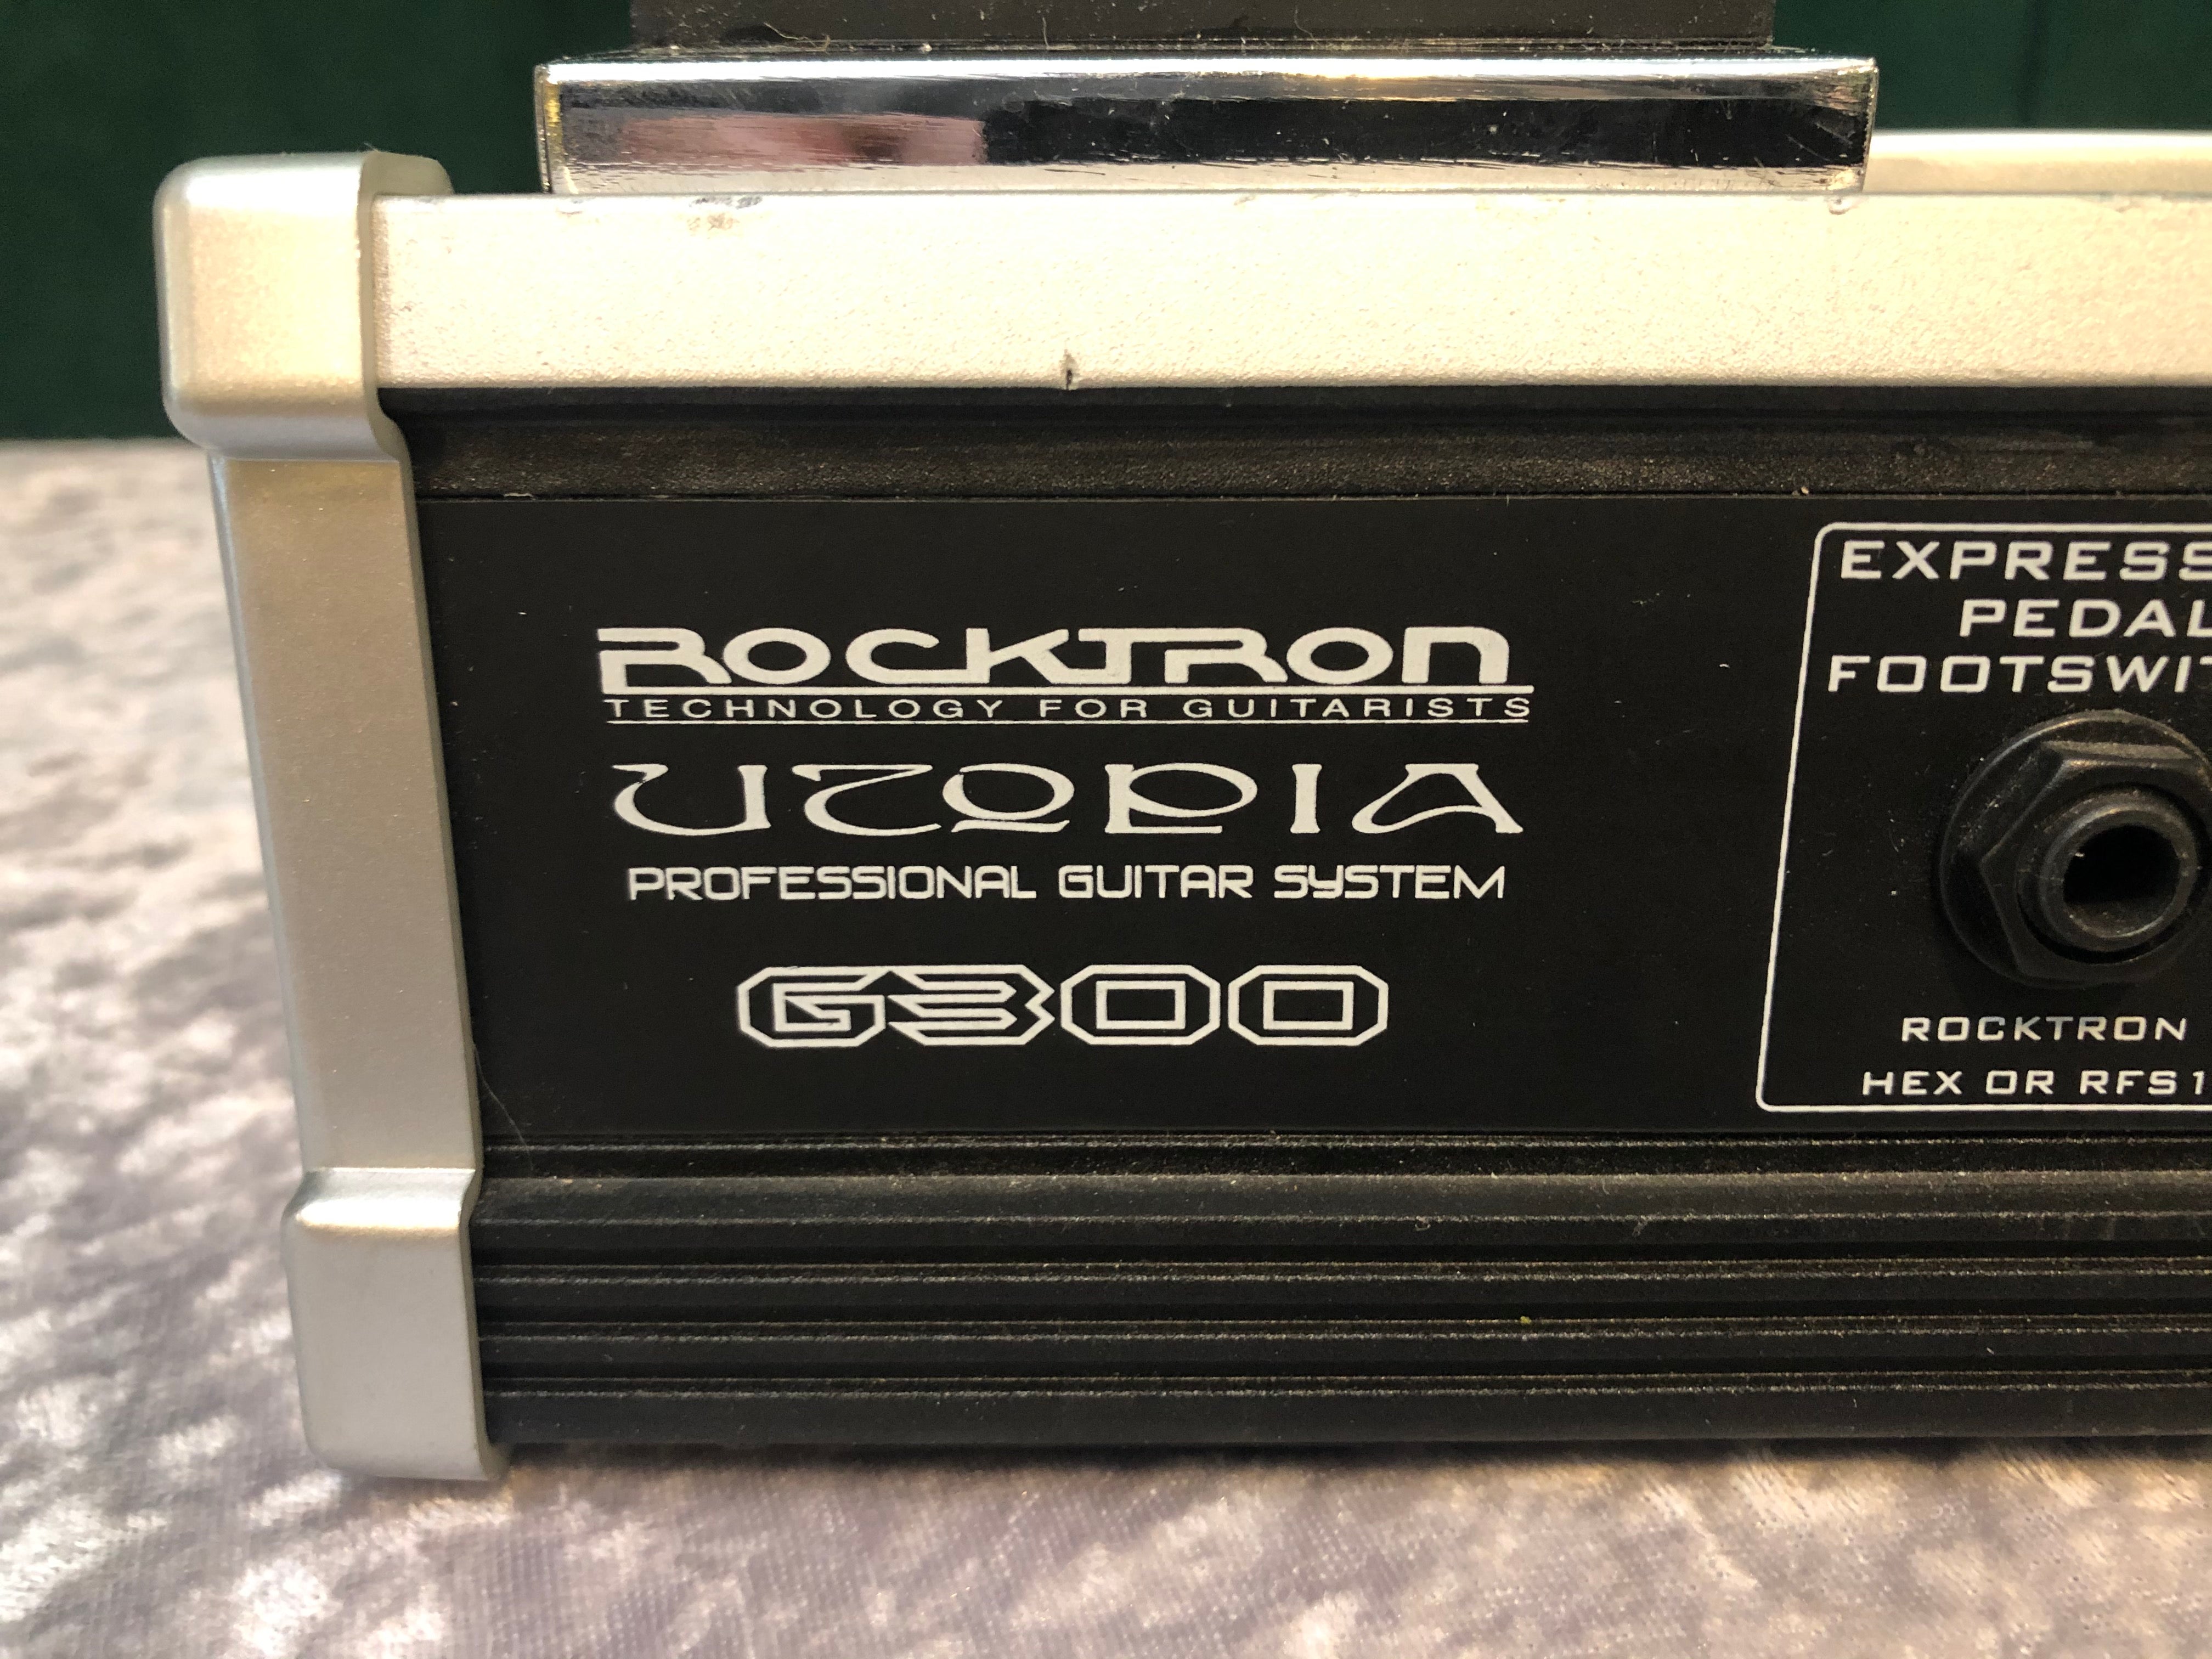 ROCKTRON
TECHNOLOGY FOR GUITARISTS
UTOPIA
PROFESSIONAL GUITAR SYSTEM
G300
EXPRESS
PEDAL
FOOTSWIT
ROCKTRON
HEX OR RFS1